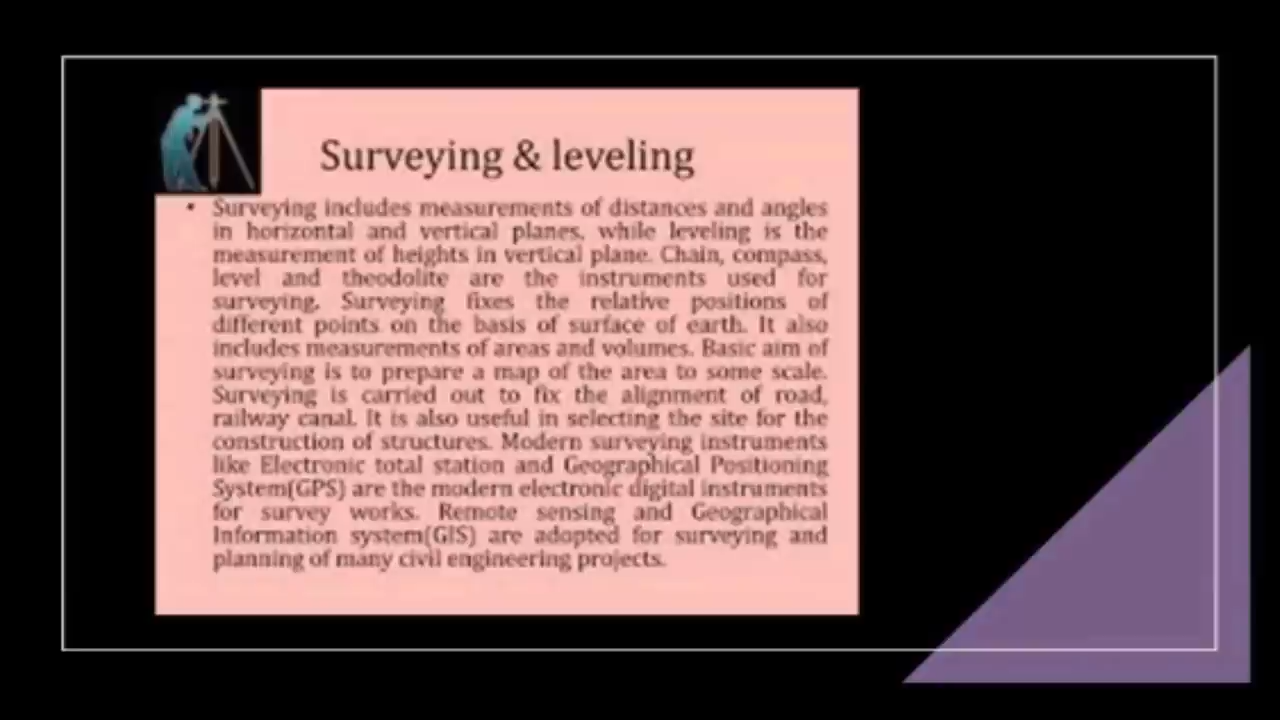 Surveying & leveling
• Surveying includes measurements of distances and angles
in horizontal and vertical planes, while leveling is the
measurement of heights in vertical plane. Chain, compass,
level and theodolite are the instruments used for
surveying. Surveying fixes the relative positions of
different points on the basis of surface of earth. It also
includes measurements of areas and volumes. Basic aim of
surveying is to prepare a map of the area to some scale.
Surveying is carried out to fix the alignment of road,
railway canal. It is also useful in selecting the site for the
construction of structures. Modern surveying instruments
like Electronic total station and Geographical Positioning
System(GPS) are the modern electronic digital instruments
for survey works. Remote sensing and Geographical
Information system(GIS) are adopted for surveying and
planning of many civil engineering projects.